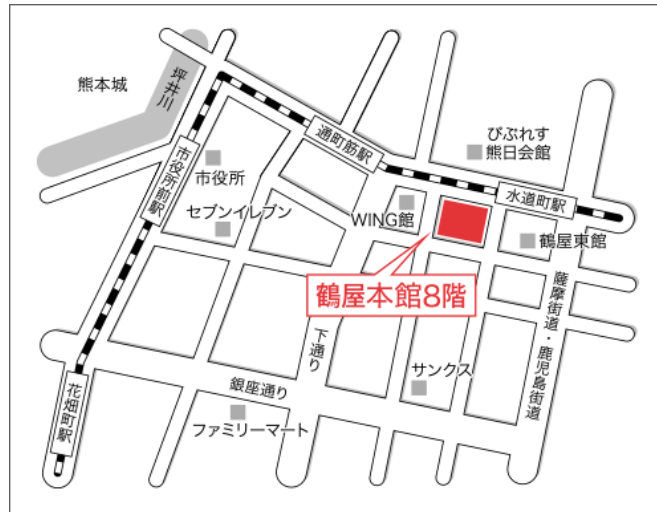 熊本城
坪井川
通町筋駅
びぷれす
熊日会館
市役所前駅
市役所
水道町駅
セブンイレブン
WING館
鶴屋東館
鶴屋本館8階
薩摩街道・鹿児島街道
下通り
サンクス
銀座通り
花畑町駅
ファミリーマート